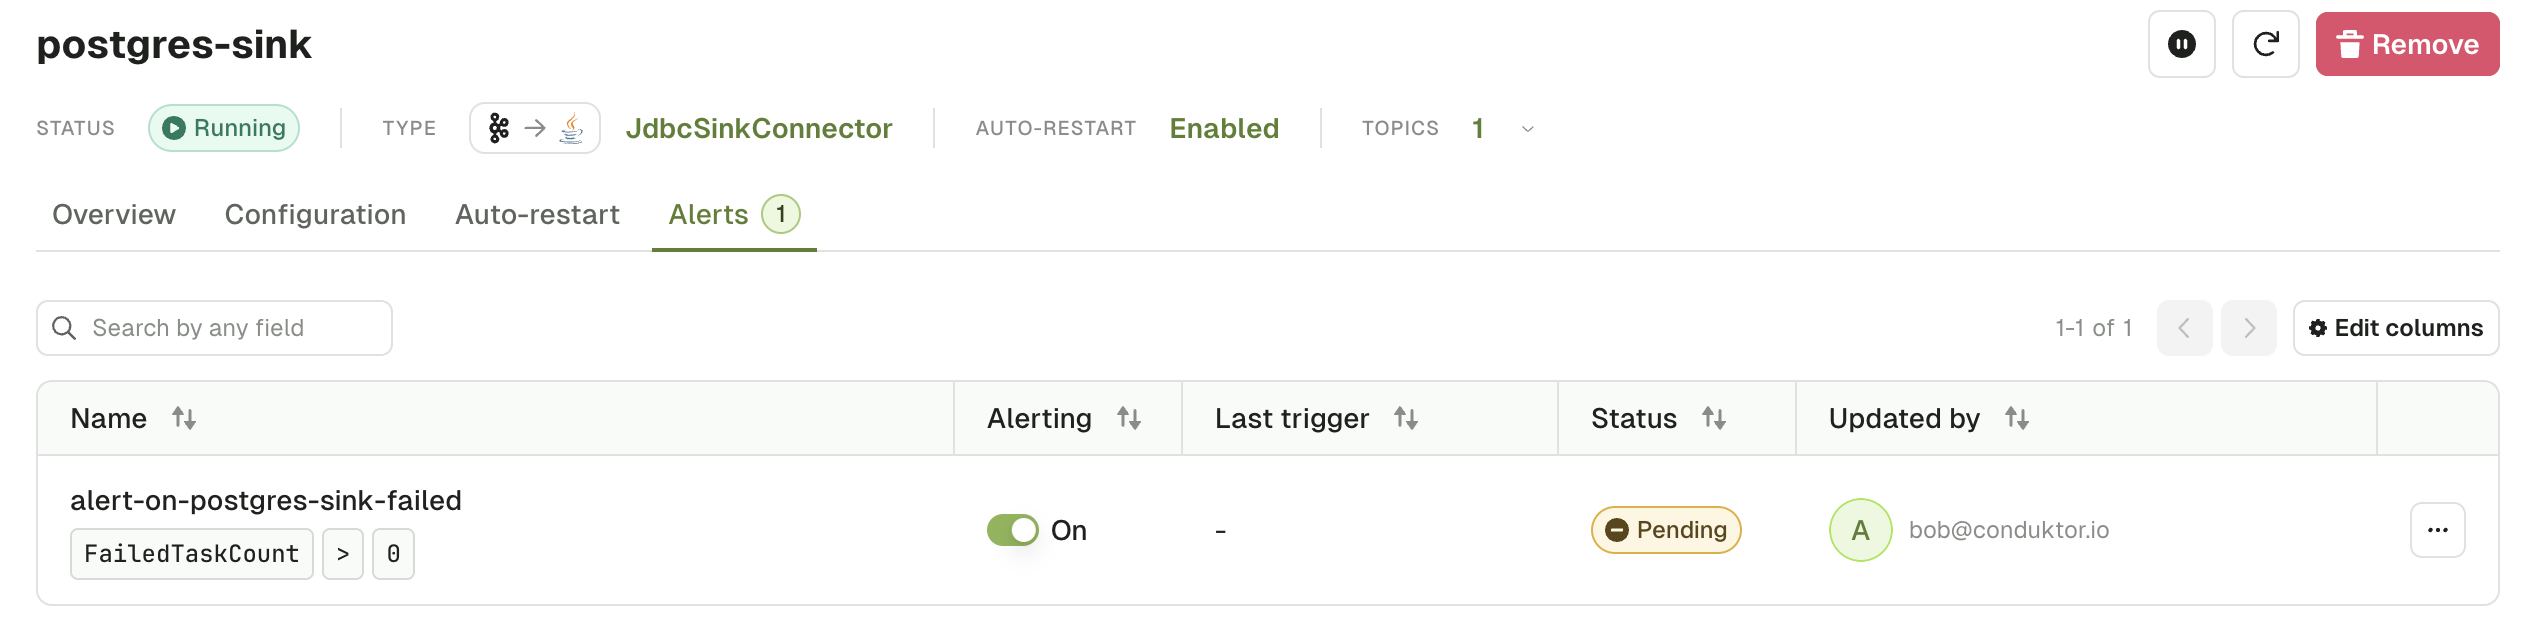 postgres-sink
Remove
STATUS Running TYPE JdbcSinkConnector AUTO-RESTART Enabled TOPICS 1
Overview Configuration Auto-restart Alerts 1
Search by any field 1-1 of 1 Edit columns
Name Alerting Last trigger Status Updated by
alert-on-postgres-sink-failed
FailedTaskCount > 0
On - Pending A bob@conduktor.io ...